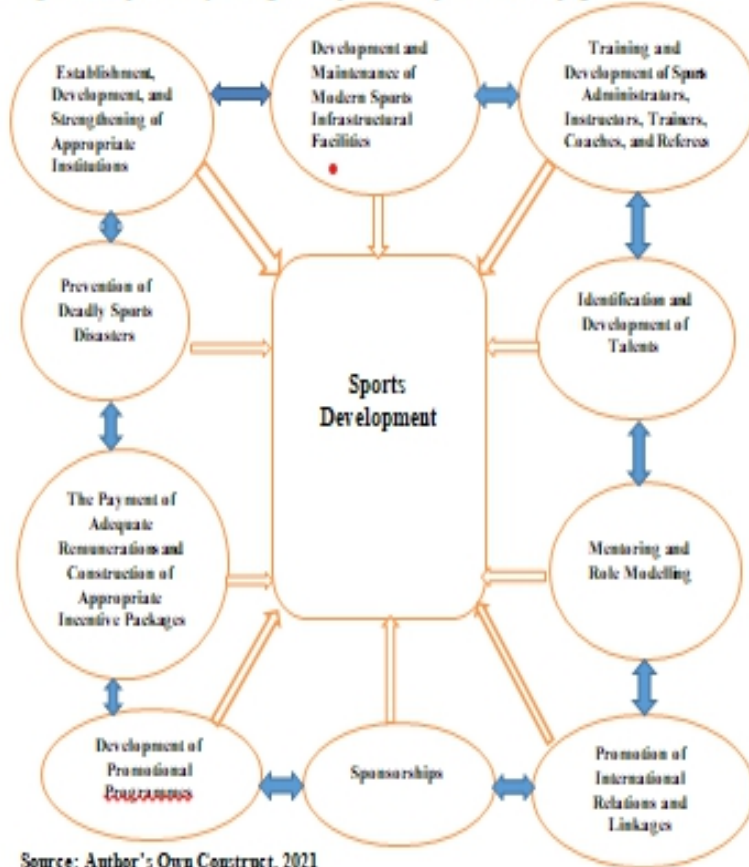 Establishment,
Development, and
Strengthening of
Appropriate
Institutions
Development and
Maintenance of
Modern Sports
Infrastructural
Facilities
Training and
Development of Sports
Administrators,
Instructors, Trainers,
Coaches, and Referees
Prevention of
Deadly Sports
Disasters
Sports
Development
Identification and
Development of
Talents
The Payment of
Adequate
Remunerations and
Construction of
Appropriate
Incentive Packages
Mentoring and
Role Modelling
Development of
Promotional
Programmes
Sponsorships
Promotion of
International
Relations and
Linkages
Source: Author's Own Construct, 2021